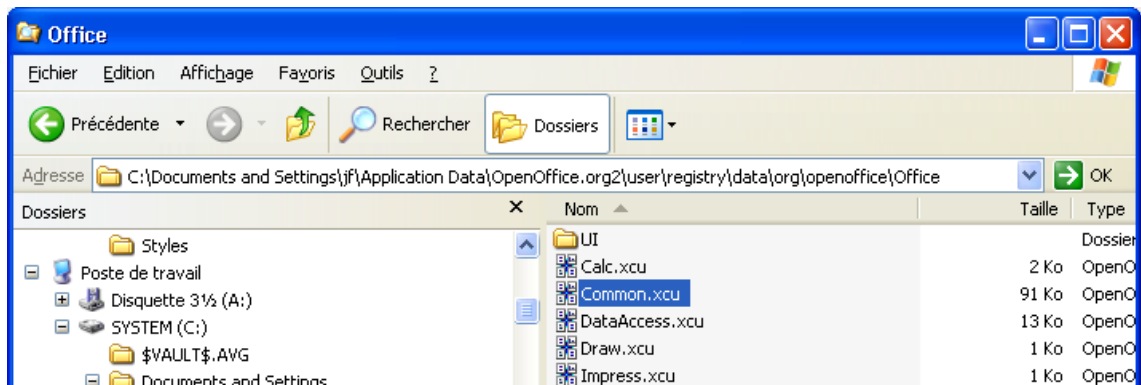 Office
Fichier Edition Affichage Favoris Outils ?
Précédente Rechercher Dossiers
Adresse C:\Documents and Settings\jf\Application Data\OpenOffice.org2\user\registry\data\org\openoffice\Office OK
Dossiers X Nom Taille Type
Styles UI Dossier
Poste de travail Calc.xcu 2 Ko OpenO
Disquette 3½ (A:) Common.xcu 91 Ko OpenO
SYSTEM (C:) DataAccess.xcu 13 Ko OpenO
$VAULT$.AVG Draw.xcu 1 Ko OpenO
Documents and Settings Impress.xcu 1 Ko OpenO